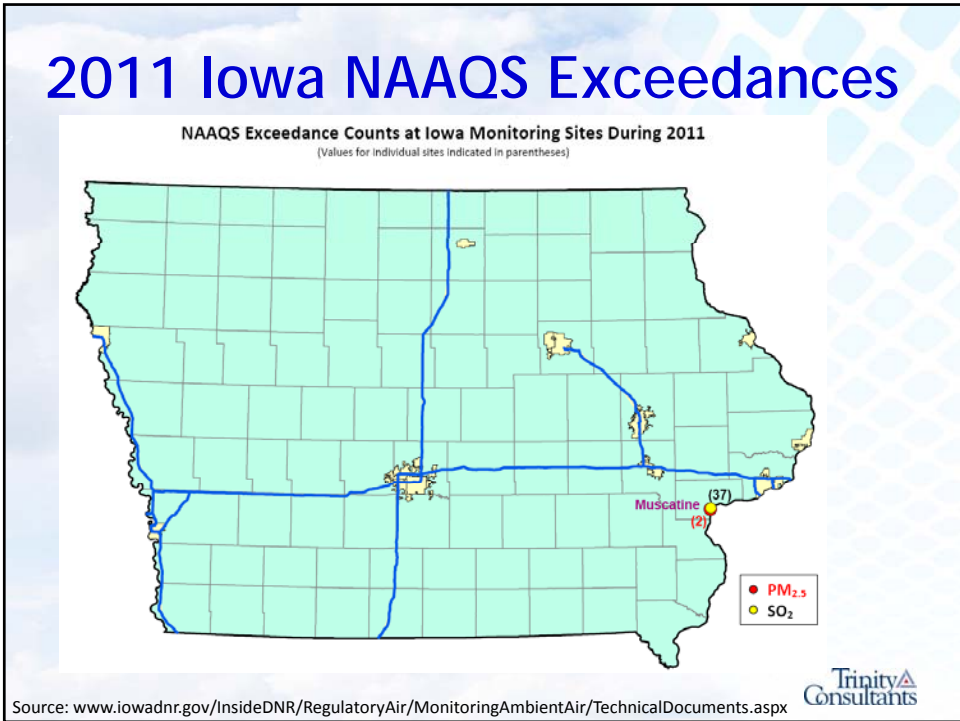 2011 Iowa NAAQS Exceedances
NAAQS Exceedance Counts at Iowa Monitoring Sites During 2011
(Values for individual sites indicated in parentheses)
(37)
Muscatine
(2)
PM2.5
SO2
Trinity
Consultants
Source: www.iowadnr.gov/InsideDNR/RegulatoryAir/MonitoringAmbientAir/TechnicalDocuments.aspx